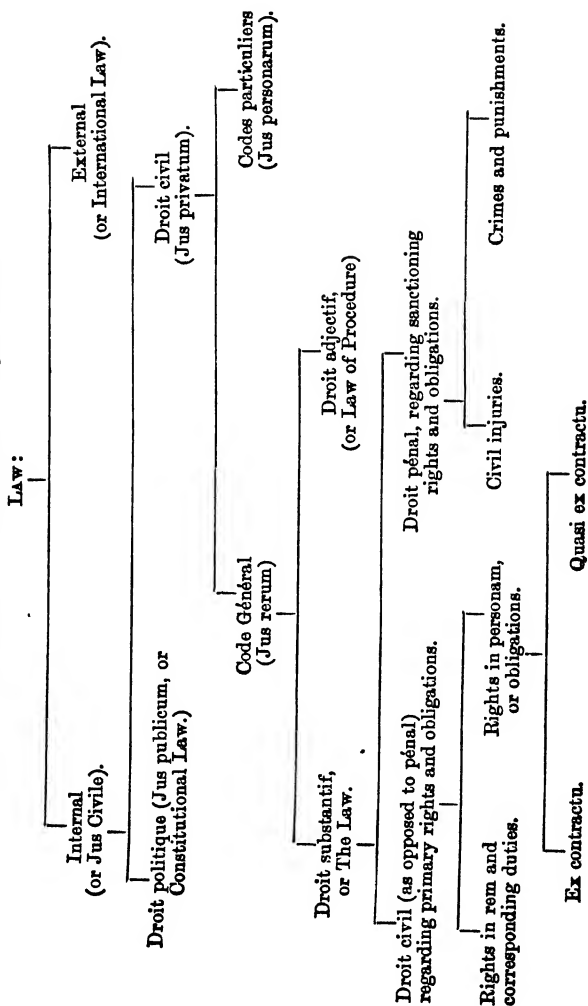 LAW:
Internal
(or Jus Civile).
External
(or International Law).
Droit politique (Jus publicum, or
Constitutional Law.)
Droit civil
(Jus privatum).
Code Général
(Jus rerum)
Codes particuliers
(Jus personarum).
Droit substantif,
or The Law.
Droit adjectif,
(or Law of Procedure)
Droit civil (as opposed to pénal)
regarding primary rights and obligations.
Droit pénal, regarding sanctioning
rights and obligations.
Rights in rem and
corresponding duties.
Rights in personam,
or obligations.
Civil injuries.
Crimes and punishments.
Ex contractu.
Quasi ex contractu.